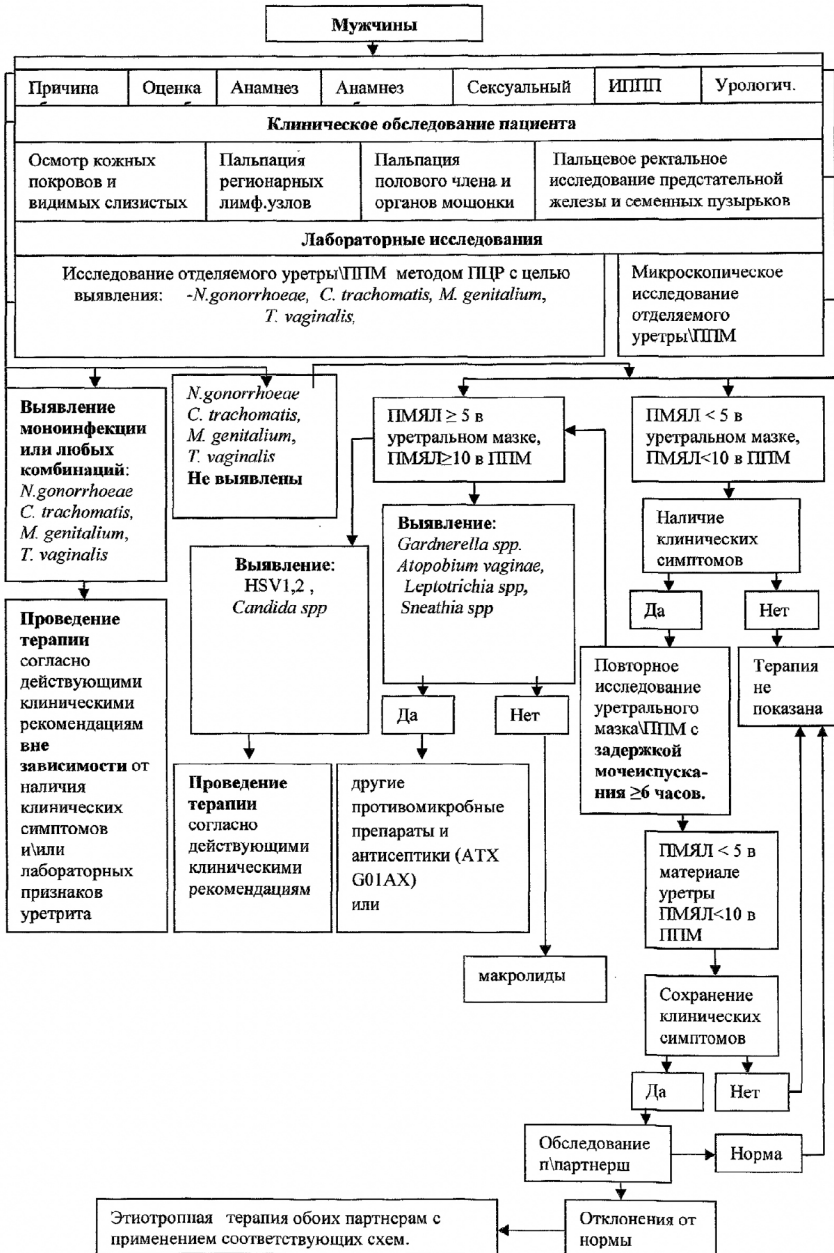 Мужчины
Причина
Оценка
Анамнез
Анамнез
Сексуальный
ИППП
Урологич.
Клиническое обследование пациента
Осмотр кожных
покровов и
видимых слизистых
Пальпация
регионарных
лимф.узлов
Пальпация
полового члена и
органов мошонки
Пальцевое ректальное
исследование предстательной
железы и семенных пузырьков
Лабораторные исследования
Исследование отделяемого уретры\ППМ методом ПЦР с целью
выявления: -N.gonorrhoeae, C. trachomatis, M. genitalium,
T. vaginalis,
Микроскопическое
исследование
отделяемого
уретры\ППМ
Выявление
моноинфекции
или любых
комбинаций:
N.gonorrhoeae
C. trachomatis,
M. genitalium,
T. vaginalis
N.gonorrhoeae
C. trachomatis,
M. genitalium,
T. vaginalis
Не выявлены
ПМЯЛ ≥ 5 в
уретральном мазке,
ПМЯЛ≥10 в ППМ
ПМЯЛ < 5 в
уретральном мазке,
ПМЯЛ<10 в ППМ
Выявление:
HSV1,2 ,
Candida spp
Выявление:
Gardnerella spp.
Atopobium vaginae,
Leptotrichia spp,
Sneathia spp
Наличие
клинических
симптомов
Да
Нет
Проведение
терапии
согласно
действующими
клиническими
рекомендациям
вне
зависимости от
наличия
клинических
симптомов
и\или
лабораторных
признаков
уретрита
Повторное
исследование
уретрального
мазка\ППМ с
задержкой
мочеиспуска-
ния ≥6 часов.
Терапия
не
показана
Да
Нет
Проведение
терапии
согласно
действующими
клиническими
рекомендациям
другие
противомикробные
препараты и
антисептики (АТХ
G01AX)
или
ПМЯЛ < 5 в
материале
уретры
ПМЯЛ<10 в
ППМ
макролиды
Сохранение
клинических
симптомов
Да
Нет
Обследование
п\партнерш
Норма
Этиотропная терапия обоих партнерам с
применением соответствующих схем.
Отклонения от
нормы